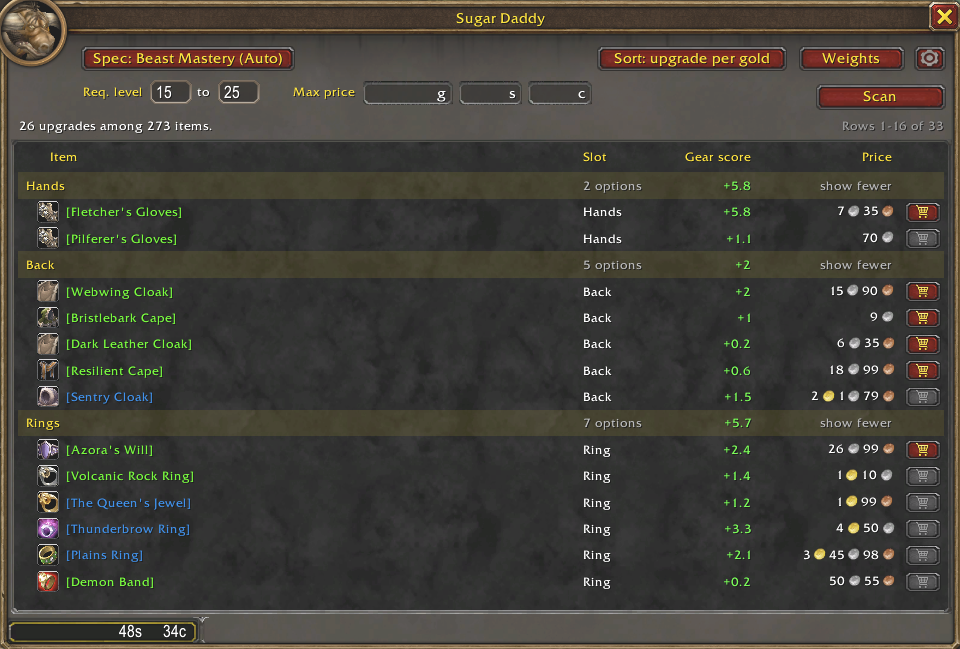 Sugar Daddy
Spec: Beast Mastery (Auto) Sort: upgrade per gold Weights
Req. level 15 to 25 Max price g s c
Scan
26 upgrades among 273 items. Rows 1-16 of 33
Item Slot Gear score Price
Hands 2 options +5.8 show fewer
[Fletcher's Gloves] Hands +5.8 7 35
[Pilferer's Gloves] Hands +1.1 70
Back 5 options +2 show fewer
[Webwing Cloak] Back +2 15 90
[Bristlebark Cape] Back +1 9
[Dark Leather Cloak] Back +0.2 6 35
[Resilient Cape] Back +0.6 18 99
[Sentry Cloak] Back +1.5 2 1 79
Rings 7 options +5.7 show fewer
[Azora's Will] Ring +2.4 26 99
[Volcanic Rock Ring] Ring +1.4 1 10
[The Queen's Jewel] Ring +1.2 1 99
[Thunderbrow Ring] Ring +3.3 4 50
[Plains Ring] Ring +2.1 3 45 98
[Demon Band] Ring +0.2 50 55
48s 34c